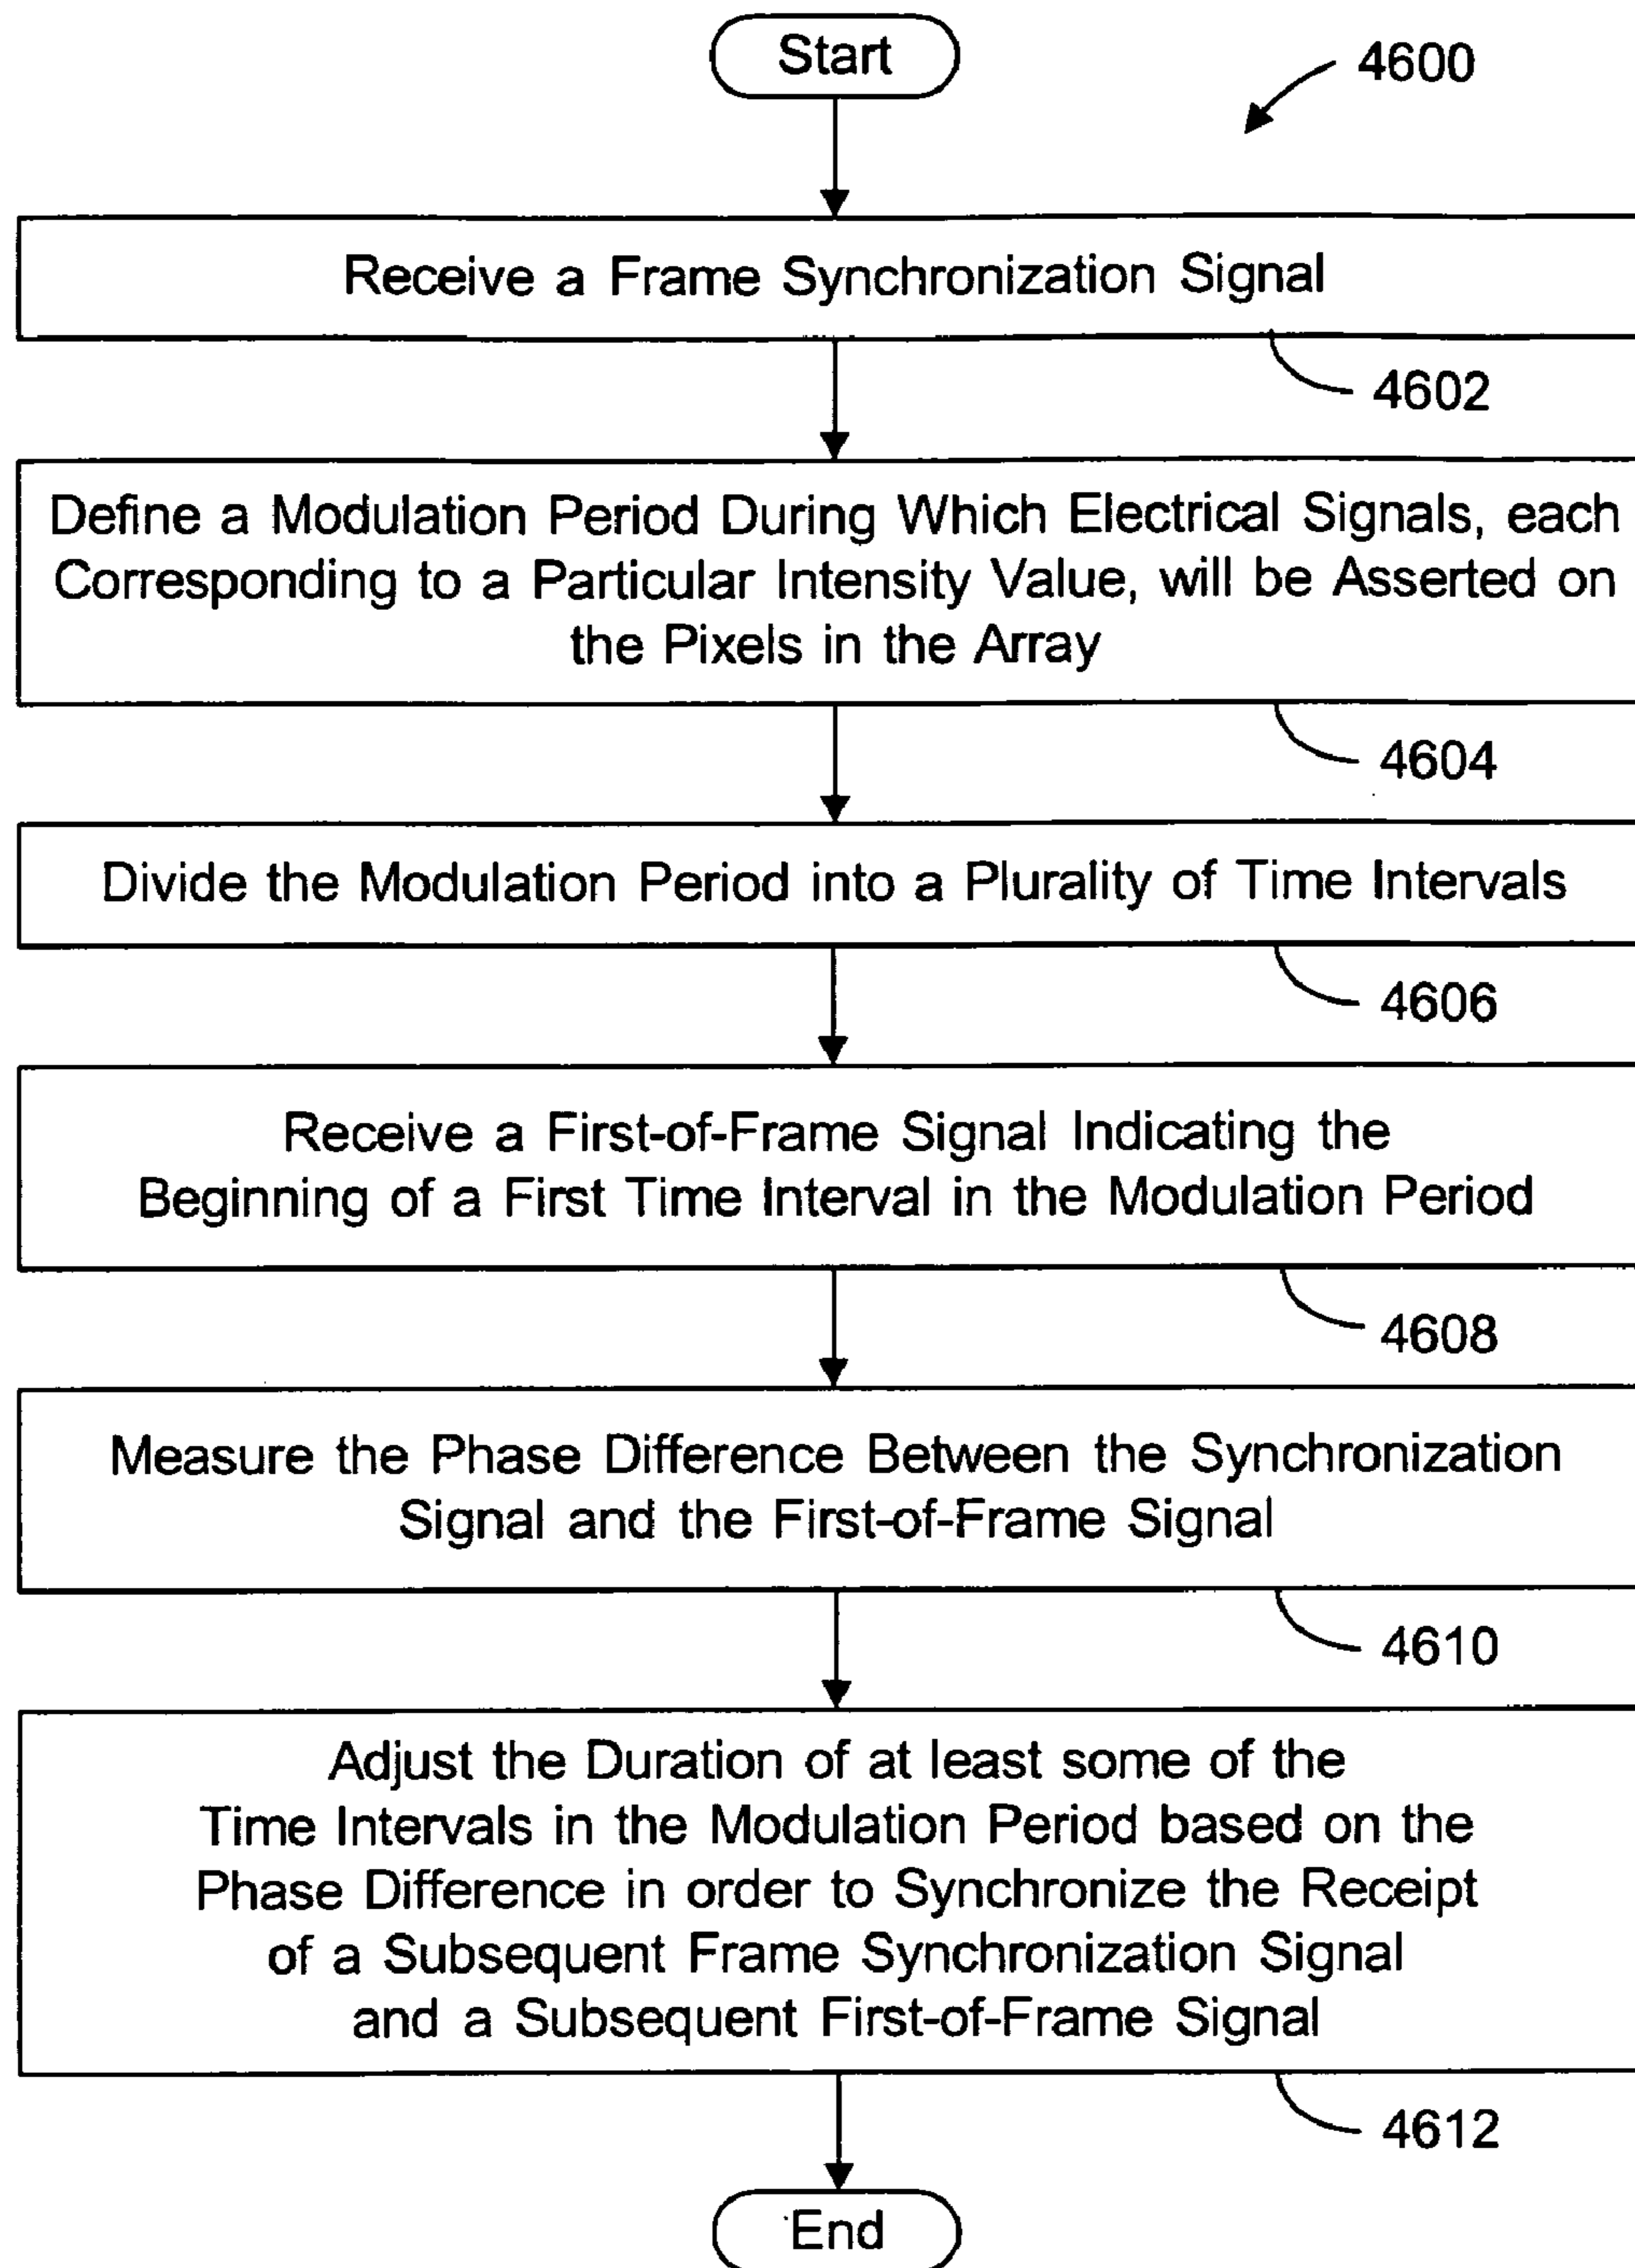 Start
4600
Receive a Frame Synchronization Signal
4602
Define a Modulation Period During Which Electrical Signals, each
Corresponding to a Particular Intensity Value, will be Asserted on
the Pixels in the Array
4604
Divide the Modulation Period into a Plurality of Time Intervals
4606
Receive a First-of-Frame Signal Indicating the
Beginning of a First Time Interval in the Modulation Period
4608
Measure the Phase Difference Between the Synchronization
Signal and the First-of-Frame Signal
4610
Adjust the Duration of at least some of the
Time Intervals in the Modulation Period based on the
Phase Difference in order to Synchronize the Receipt
of a Subsequent Frame Synchronization Signal
and a Subsequent First-of-Frame Signal
4612
End